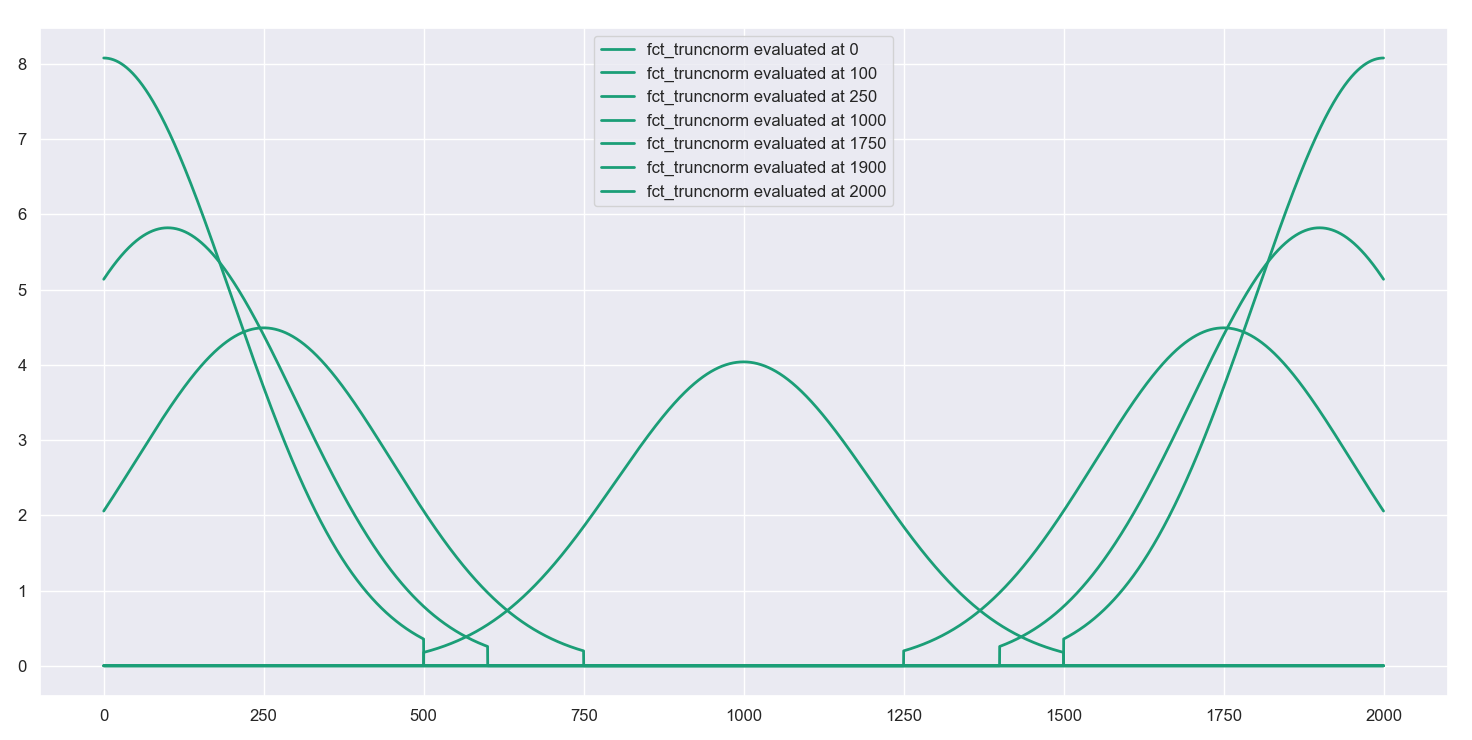 fct_truncnorm evaluated at 0
fct_truncnorm evaluated at 100
fct_truncnorm evaluated at 250
fct_truncnorm evaluated at 1000
fct_truncnorm evaluated at 1750
fct_truncnorm evaluated at 1900
fct_truncnorm evaluated at 2000
8
7
6
5
4
3
2
1
0
0 250 500 750 1000 1250 1500 1750 2000